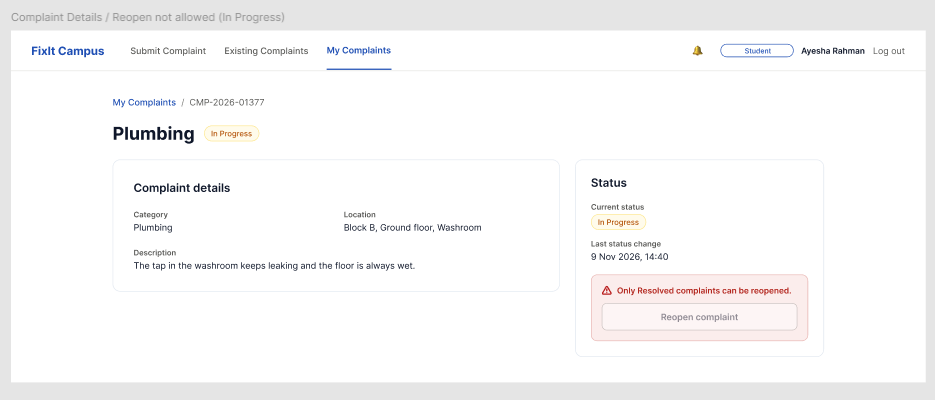 Complaint Details / Reopen not allowed (In Progress)
FixIt Campus
Submit Complaint
Existing Complaints
My Complaints
Student
Ayesha Rahman
Log out
My Complaints / CMP-2026-01377
Plumbing
In Progress
Complaint details
Category
Plumbing
Location
Block B, Ground floor, Washroom
Description
The tap in the washroom keeps leaking and the floor is always wet.
Status
Current status
In Progress
Last status change
9 Nov 2026, 14:40
Only Resolved complaints can be reopened.
Reopen complaint